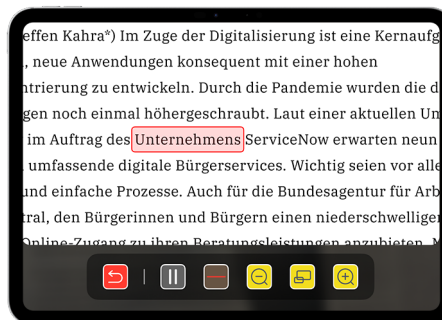 effen Kahra*) Im Zuge der Digitalisierung ist eine Kernaufg
, neue Anwendungen konsequent mit einer hohen
ntrierung zu entwickeln. Durch die Pandemie wurden die d
gen noch einmal höhergeschraubt. Laut einer aktuellen Um
im Auftrag des Unternehmens ServiceNow erwarten neun
umfassende digitale Bürgerservices. Wichtig seien vor alle
und einfache Prozesse. Auch für die Bundesagentur für Arb
tral, den Bürgerinnen und Bürgern einen niederschwelligen
Online-Zugang zu ihren Beratungsleistungen anzubieten.